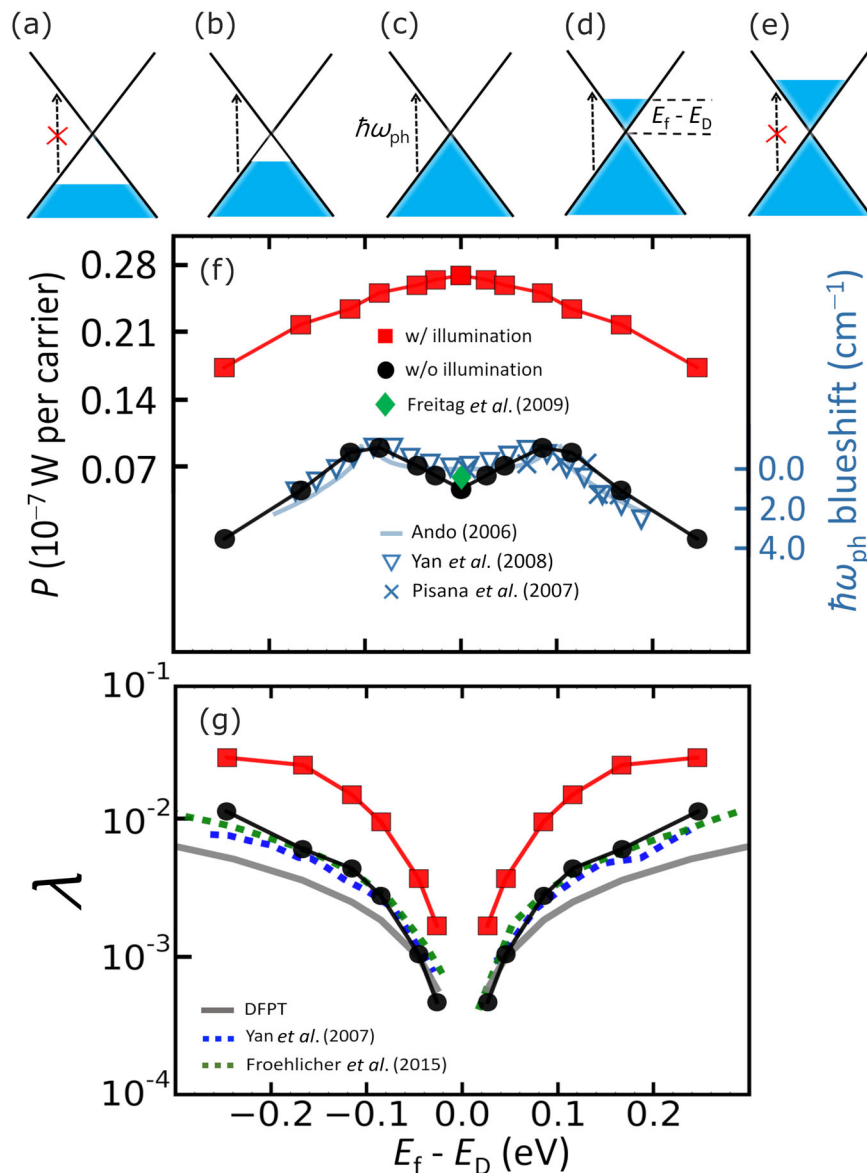 (a)
(b)
(c)
(d)
(e)
ħω_ph
E_f - E_D
(f)
P (10⁻⁷ W per carrier)
0.28
0.21
0.14
0.07
w/ illumination
w/o illumination
Freitag et al. (2009)
Ando (2006)
Yan et al. (2008)
Pisana et al. (2007)
0.0
2.0
4.0
ħω_ph blueshift (cm⁻¹)
(g)
λ
10⁻¹
10⁻²
10⁻³
10⁻⁴
DFPT
Yan et al. (2007)
Froehlicher et al. (2015)
−0.2 −0.1 0.0 0.1 0.2
E_f - E_D (eV)